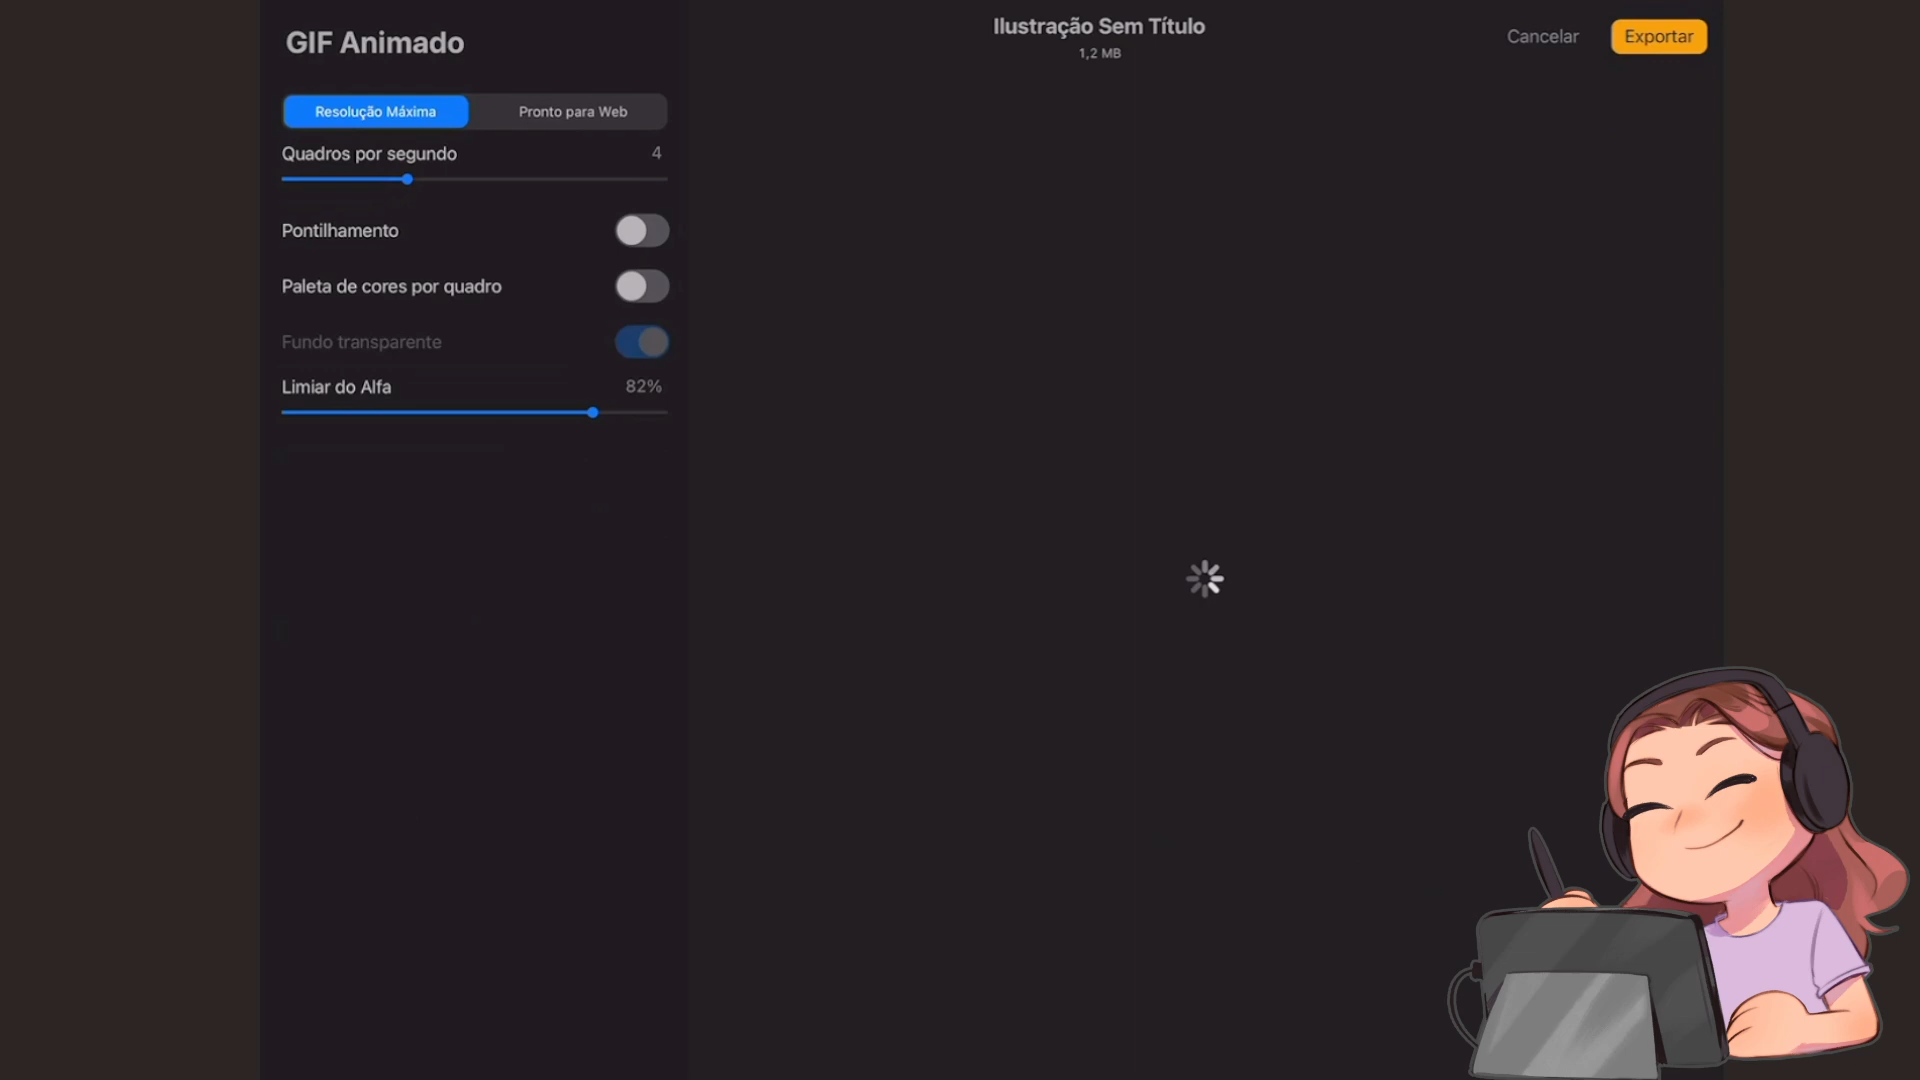 GIF Animado
Ilustração Sem Título
1,2 MB
Cancelar
Exportar
Resolução Máxima
Pronto para Web
Quadros por segundo 4
Pontilhamento
Paleta de cores por quadro
Fundo transparente
Limiar do Alfa 82%